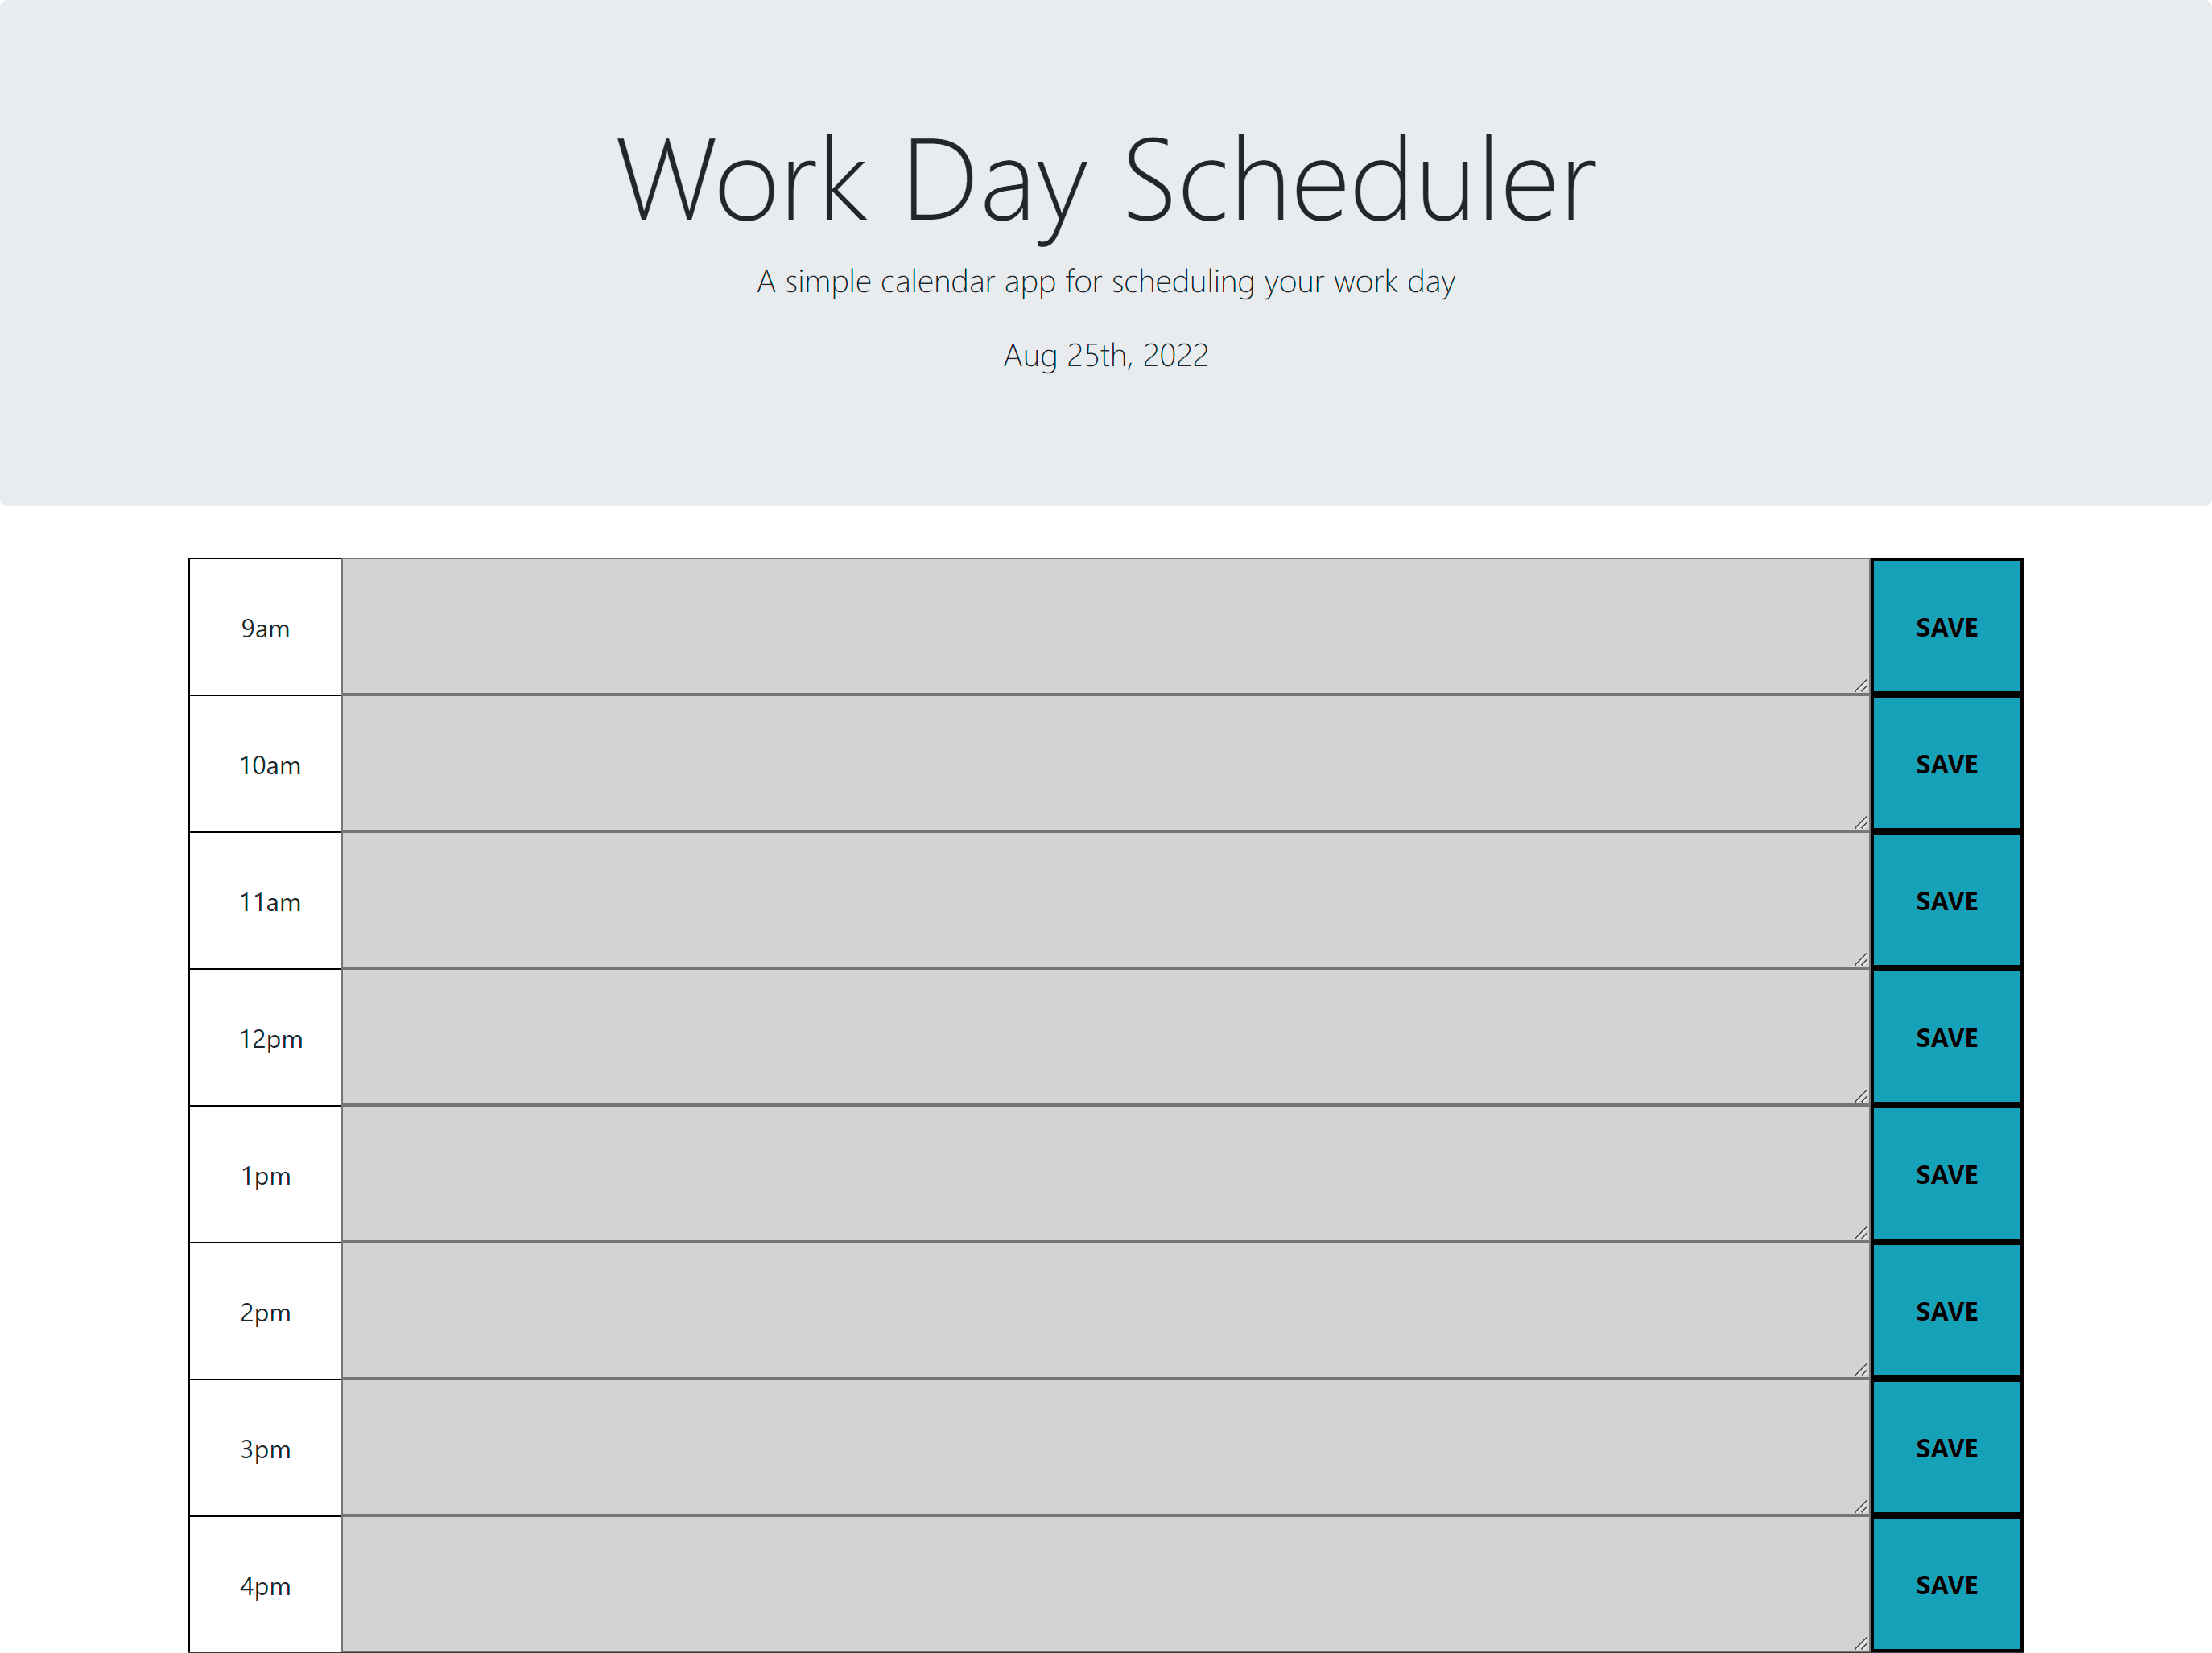 Work Day Scheduler
A simple calendar app for scheduling your work day
Aug 25th, 2022
9am SAVE
10am SAVE
11am SAVE
12pm SAVE
1pm SAVE
2pm SAVE
3pm SAVE
4pm SAVE